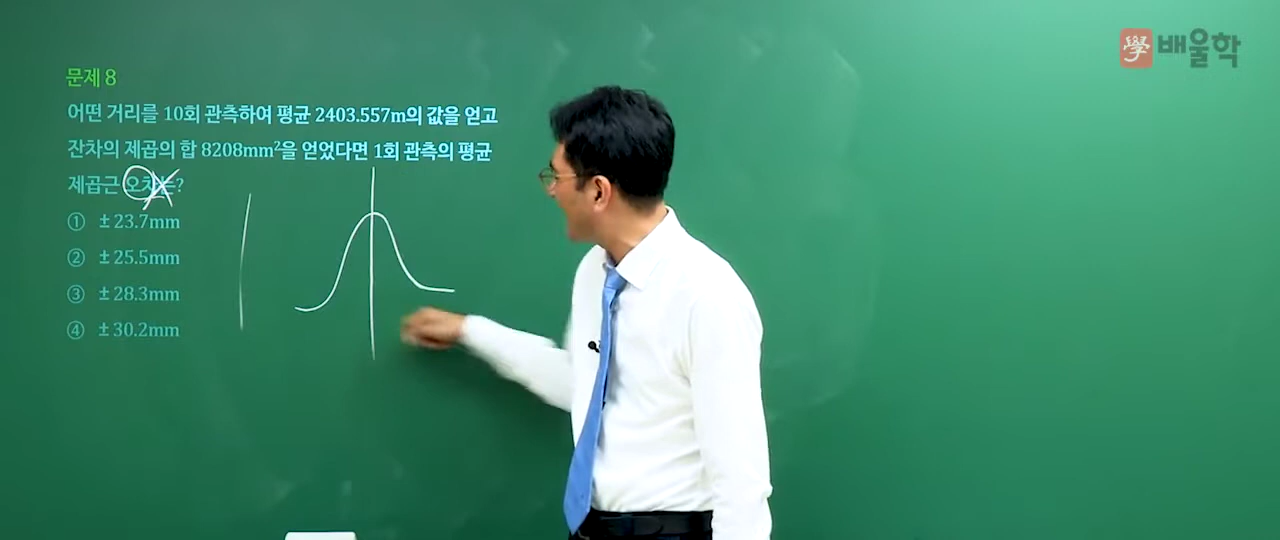 學 배울학
문제 8
어떤 거리를 10회 관측하여 평균 2403.557m의 값을 얻고
잔차의 제곱의 합 8208mm²을 얻었다면 1회 관측의 평균
제곱근 오차는?
① ±23.7mm
② ±25.5mm
③ ±28.3mm
④ ±30.2mm